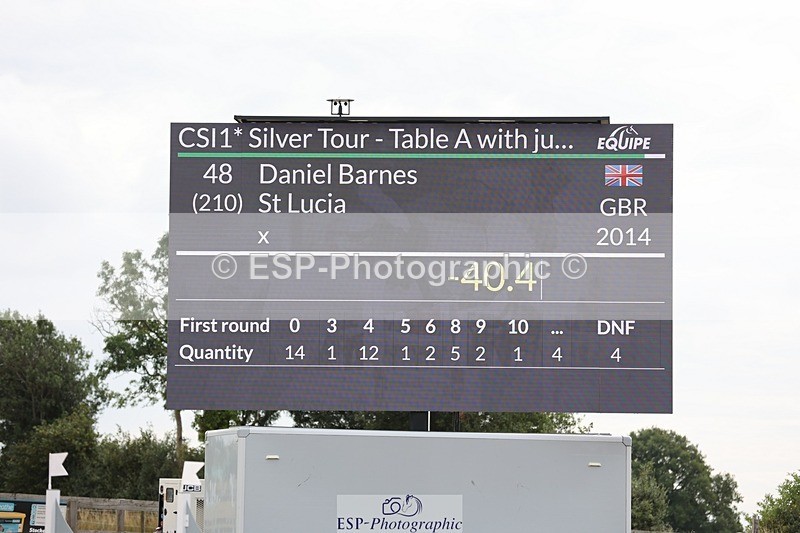 CSI1* Silver Tour - Table A with ju... EQUIPE
48 Daniel Barnes
(210) St Lucia GBR
x 2014
© ESP-Photographic ©
-40.4
First round 0 3 4 5 6 8 9 10 ... DNF
Quantity 14 1 12 1 2 5 2 1 4 4
JCB
ESP-Photographic